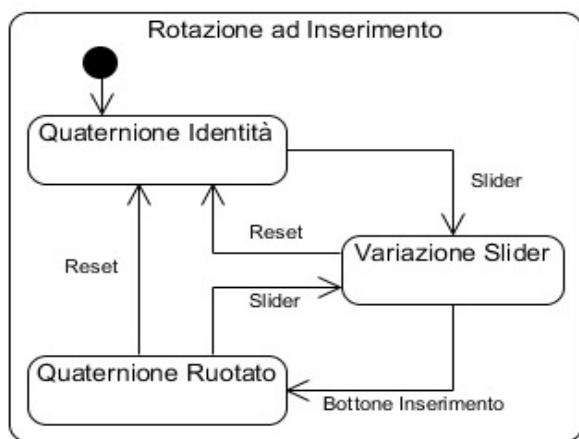 Rotazione ad Inserimento
Quaternione Identità
Slider
Reset
Variazione Slider
Reset
Slider
Quaternione Ruotato
Bottone Inserimento